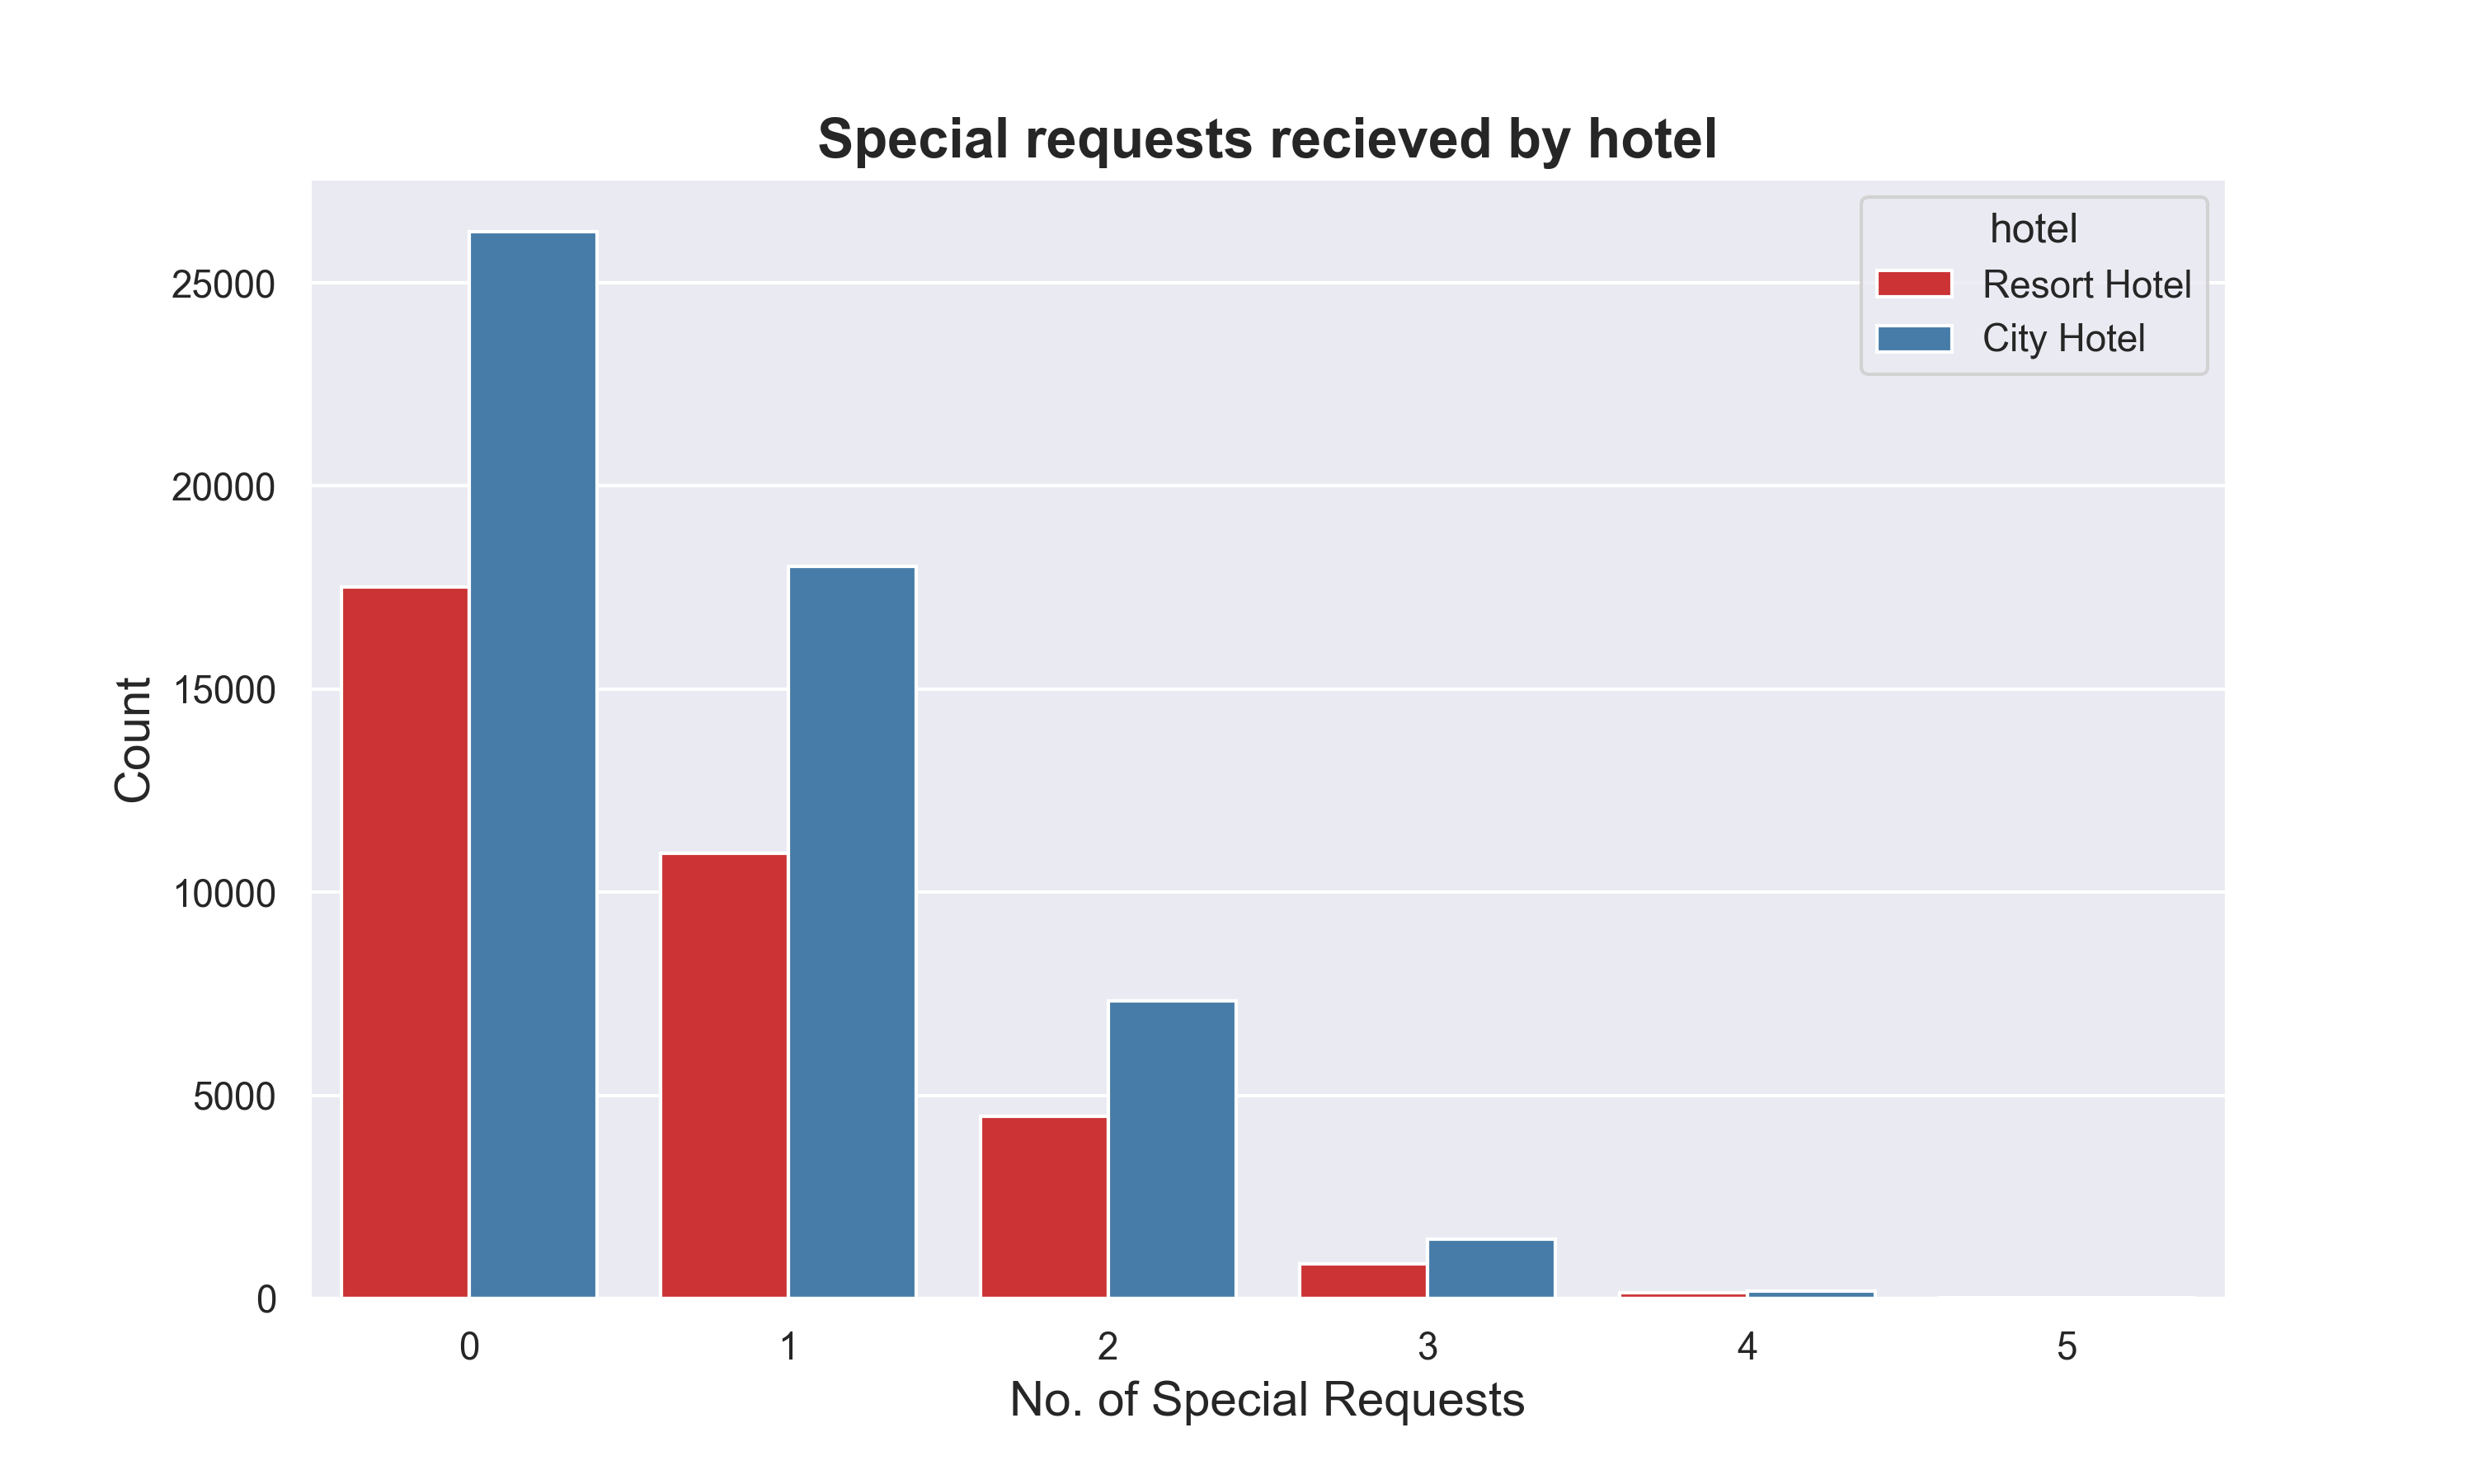 Special requests recieved by hotel
hotel
Resort Hotel
City Hotel
25000
20000
15000
10000
5000
0
Count
0 1 2 3 4 5
No. of Special Requests